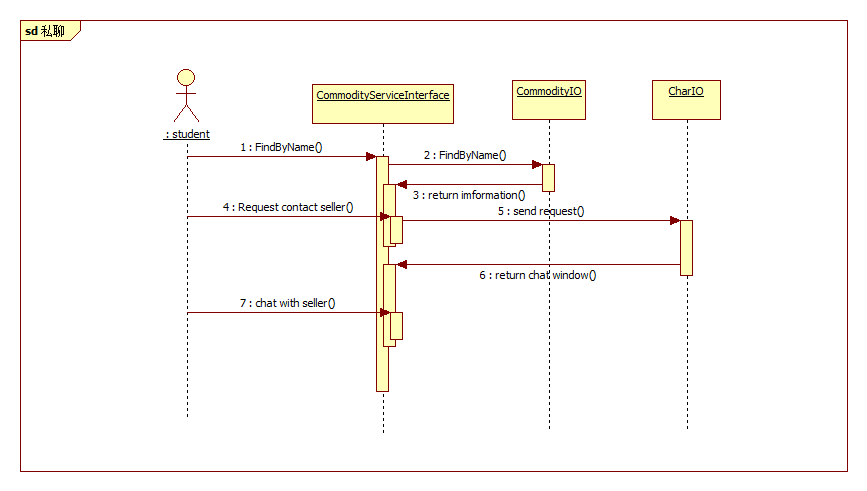 sd 私聊
: student
CommodityServiceInterface
CommodityIO
CharIO
1 : FindByName()
2 : FindByName()
3 : return imformation()
4 : Request contact seller()
5 : send request()
6 : return chat window()
7 : chat with seller()